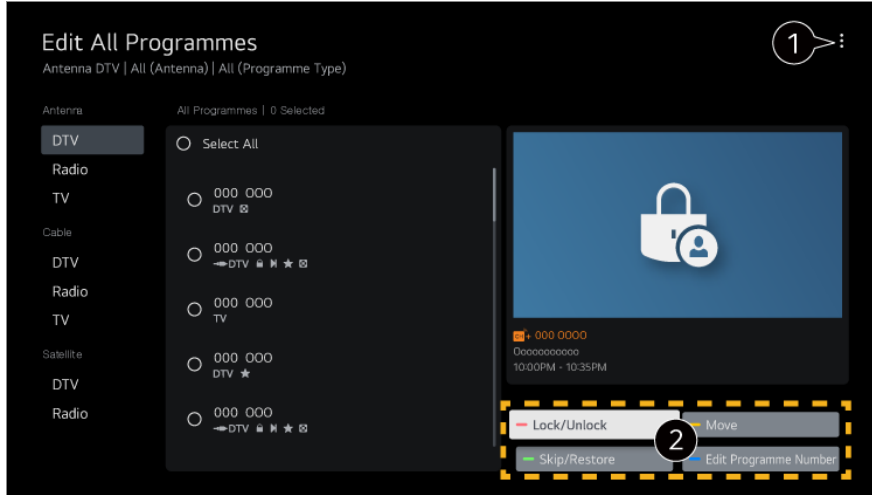 Edit All Programmes
1
Antenna DTV | All (Antenna) | All (Programme Type)
Antenna
DTV
Radio
TV
Cable
DTV
Radio
TV
Satellite
DTV
Radio
All Programmes | 0 Selected
Select All
000 000
DTV
000 000
DTV
000 000
TV
000 000
DTV
000 000
DTV
+ 000 0000
Ooooooooooo
10:00PM - 10:35PM
Lock/Unlock
Move
2
Skip/Restore
Edit Programme Number